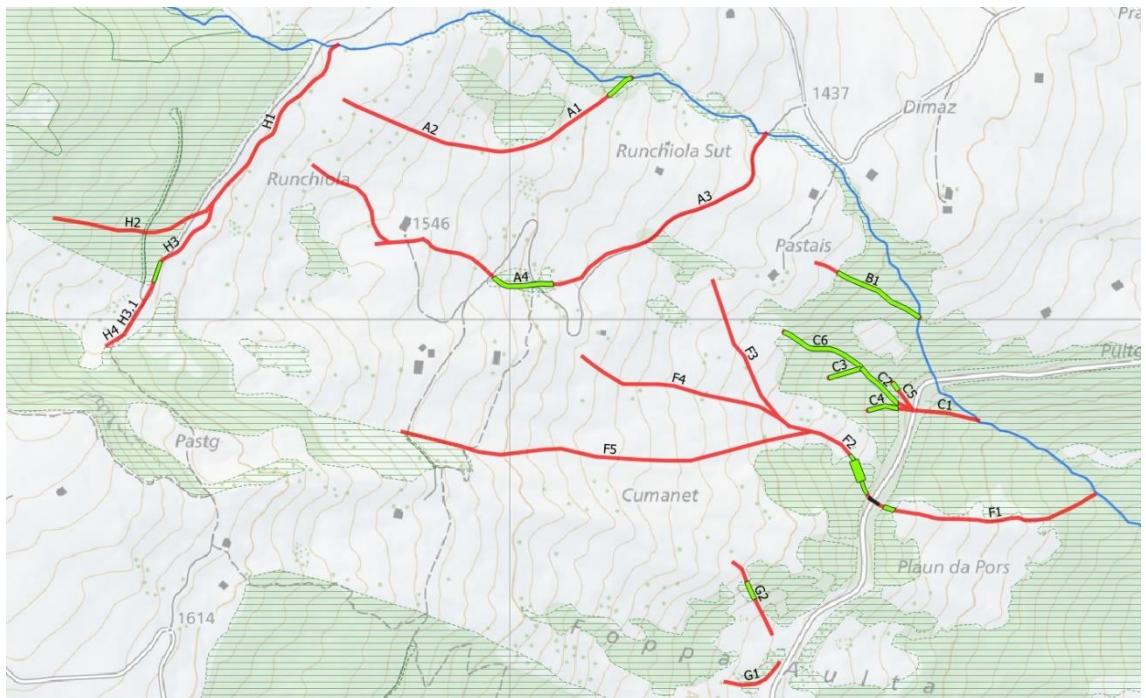 Pra
1437
Dimaz
H1
A2
A1
Runchiola Sut
Runchiola
A3
H2
1546
H3
A4
Pastais
B1
H3.1
H4
C6
F3
C3
C2
C5
Pulte
F4
C4
C1
Pastg
F5
F2
Cumanet
F1
Plaun da Pors
G2
1614
Foppa Aulta
G1